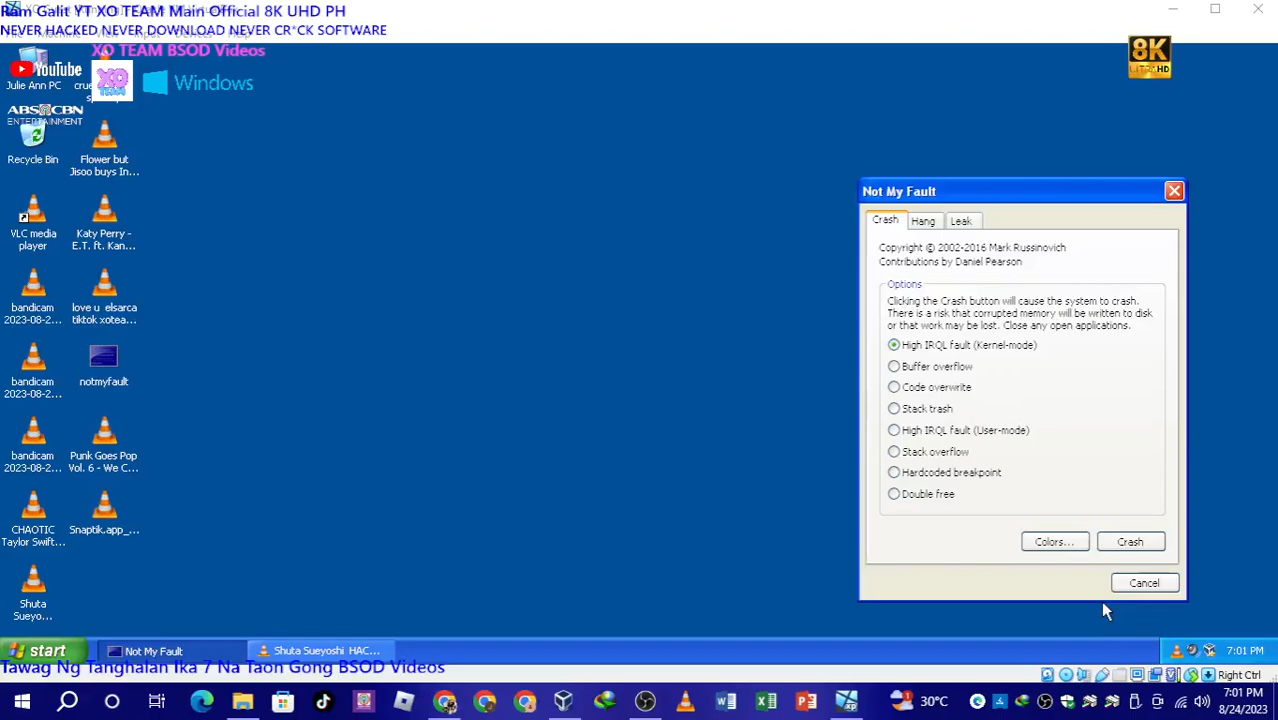 Ram Galit YT XO TEAM Main Official 8K UHD PH
NEVER HACKED NEVER DOWNLOAD NEVER CR*CK SOFTWARE
XO TEAM BSOD Videos
YouTube
Julie Ann PC
XO
TEAM
Windows
8K
ULTRA HD
ABS CBN
ENTERTAINMENT
Recycle Bin
Flower but
Jisoo buys In...
VLC media
player
Katy Perry -
E.T. ft. Kan...
bandicam
2023-08-2...
love u elsarca
tiktok xotea...
bandicam
2023-08-2...
notmyfault
bandicam
2023-08-2...
Punk Goes Pop
Vol. 6 - We C...
CHAOTIC
Taylor Swift...
Snaptik.app_...
Shuta
Sueyo...
Not My Fault
Crash
Hang
Leak
Copyright © 2002-2016 Mark Russinovich
Contributions by Daniel Pearson
Options
Clicking the Crash button will cause the system to crash.
There is a risk that corrupted memory will be written to disk
or that work may be lost. Close any open applications.
High IRQL fault (Kernel-mode)
Buffer overflow
Code overwrite
Stack trash
High IRQL fault (User-mode)
Stack overflow
Hardcoded breakpoint
Double free
Colors...
Crash
Cancel
start
Not My Fault
Shuta Sueyoshi HAC...
7:01 PM
Tawag Ng Tanghalan Ika 7 Na Taon Gong BSOD Videos
Right Ctrl
30°C
7:01 PM
8/24/2023